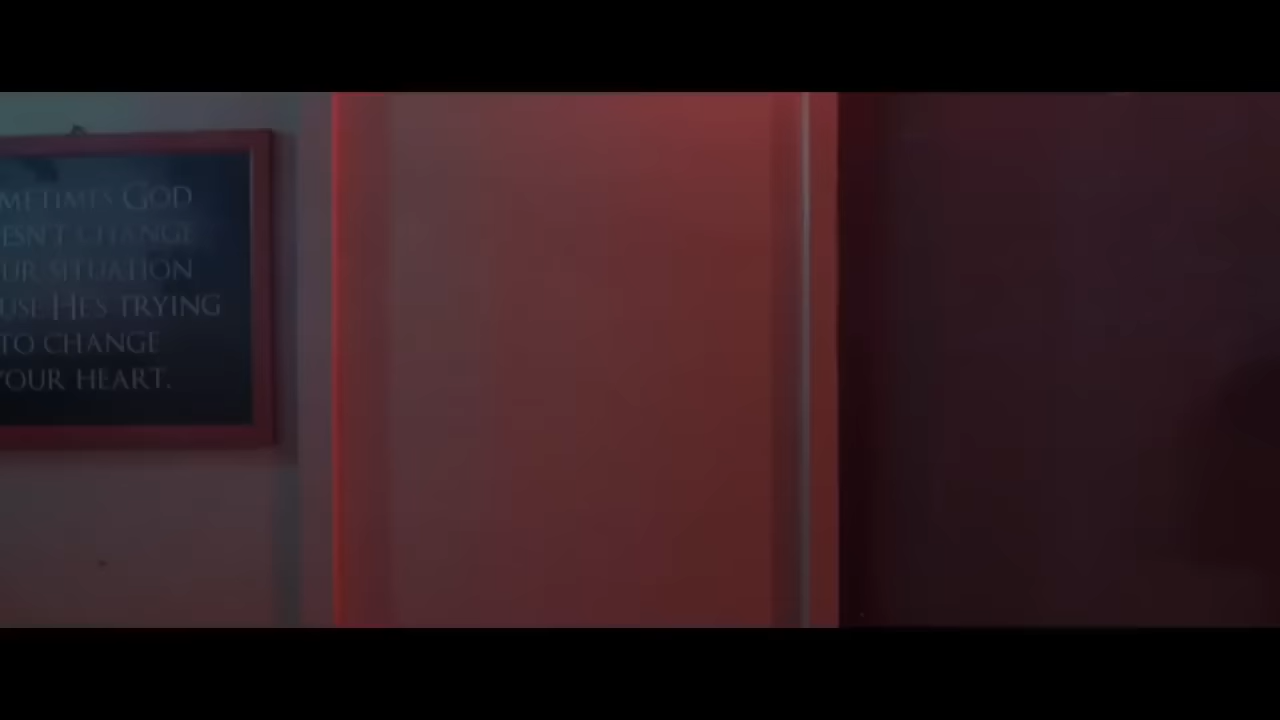 METIMES GOD
ESN'T CHANGE
UR SITUATION
USE HE'S TRYING
TO CHANGE
YOUR HEART.